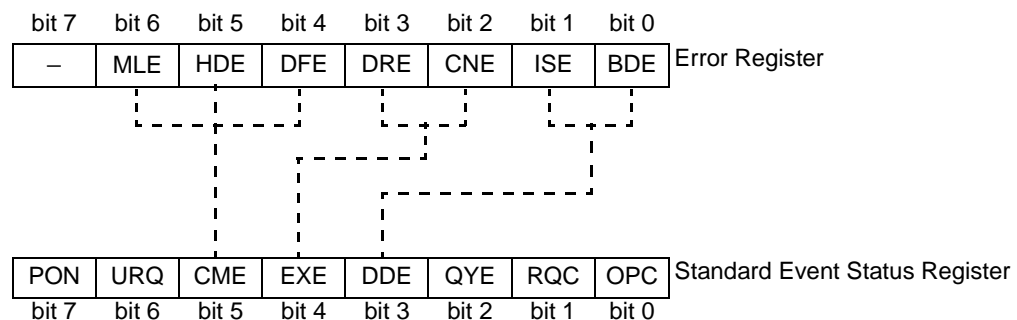 bit 7 bit 6 bit 5 bit 4 bit 3 bit 2 bit 1 bit 0
– MLE HDE DFE DRE CNE ISE BDE Error Register
PON URQ CME EXE DDE QYE RQC OPC Standard Event Status Register
bit 7 bit 6 bit 5 bit 4 bit 3 bit 2 bit 1 bit 0